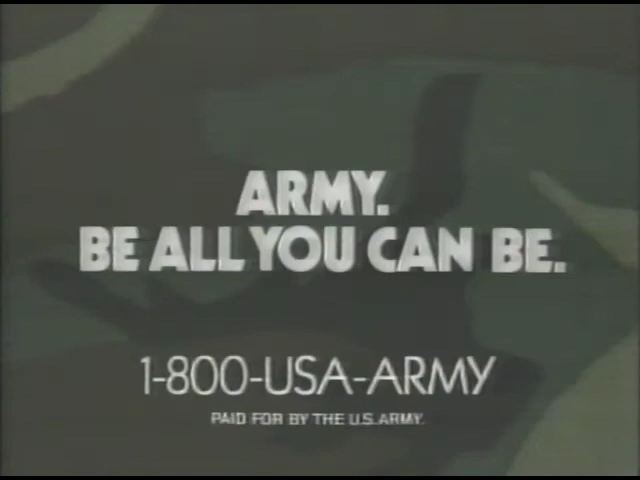 ARMY.
BE ALL YOU CAN BE.
1-800-USA-ARMY
PAID FOR BY THE U.S. ARMY.